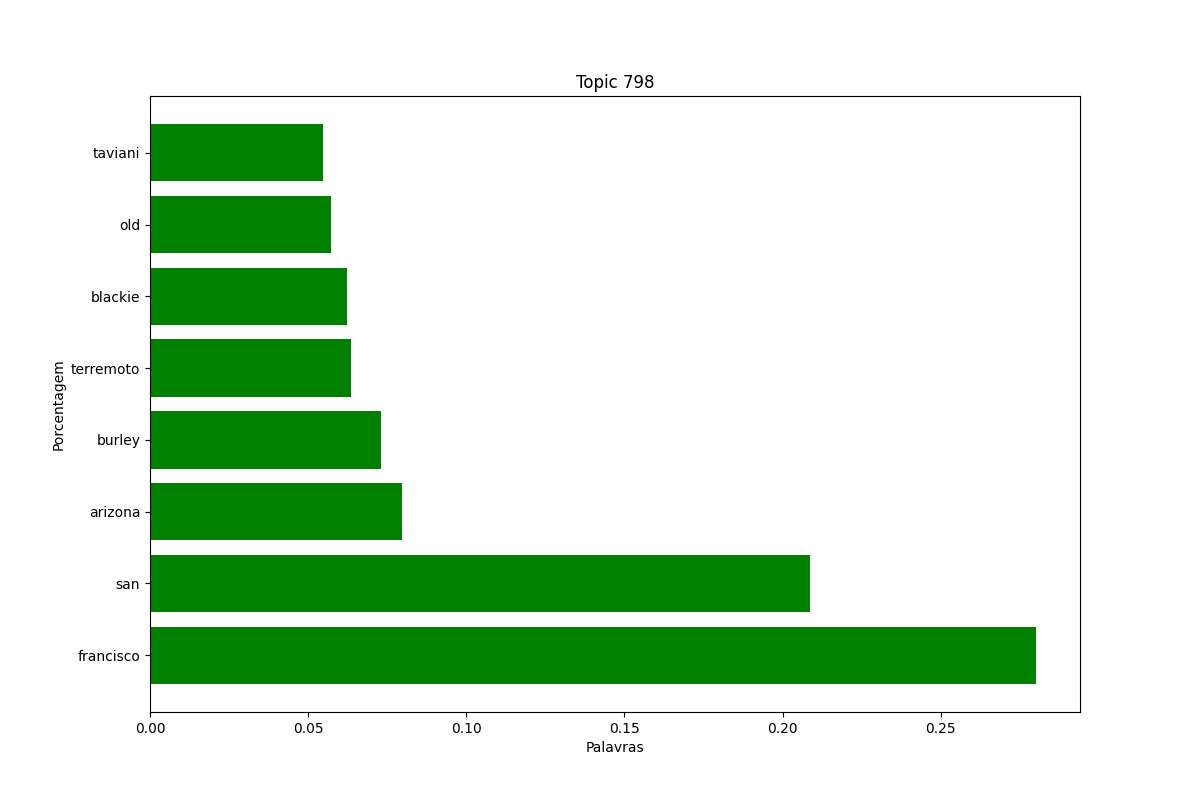 Topic 798
taviani
old
blackie
terremoto
burley
arizona
san
francisco
Porcentagem
0.00 0.05 0.10 0.15 0.20 0.25
Palavras